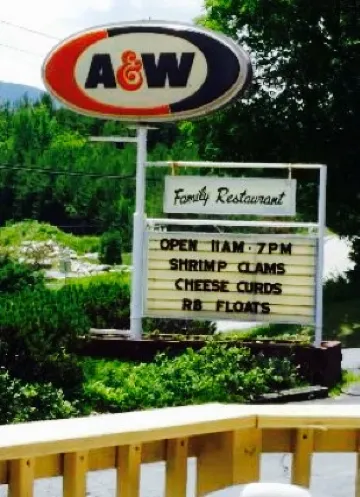 A&W
Family Restaurant
OPEN 11AM-7PM
SHRIMP CLAMS
CHEESE CURDS
RB FLOATS